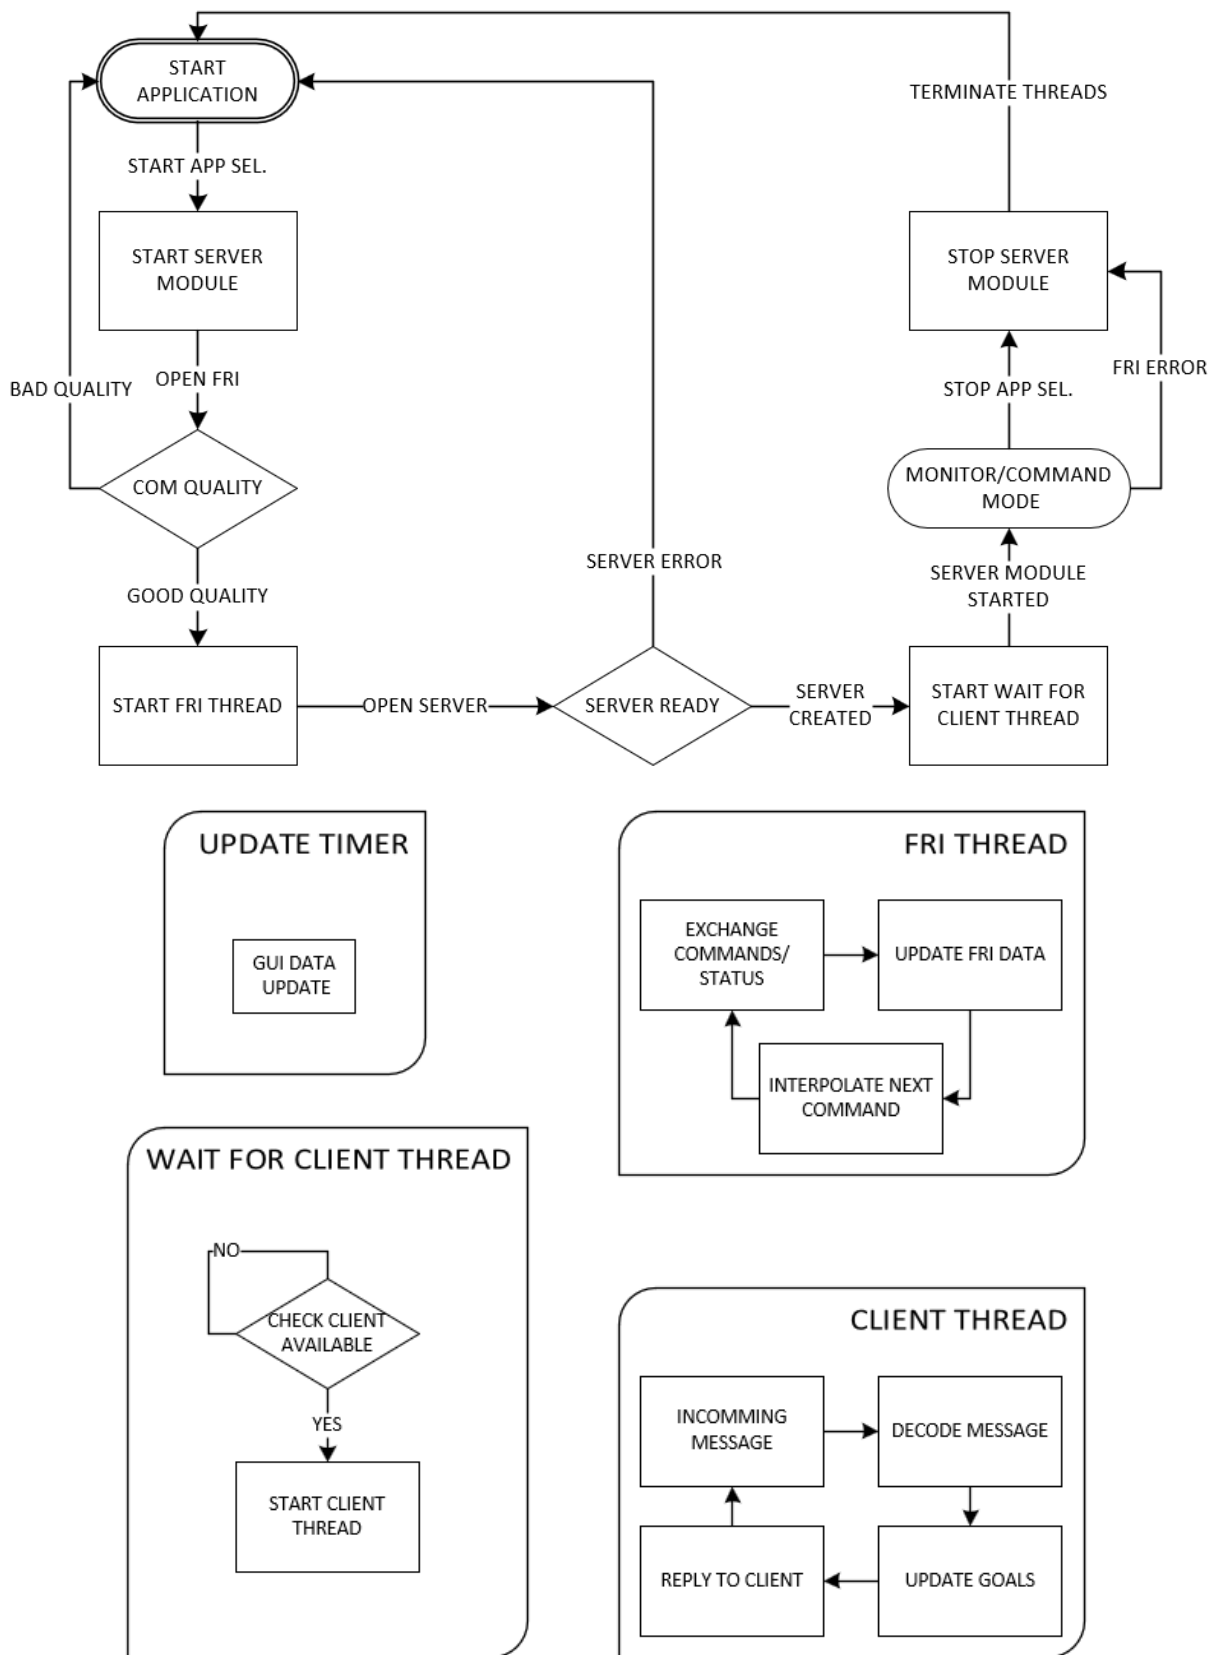 START
APPLICATION
TERMINATE THREADS
START APP SEL.
START SERVER
MODULE
STOP SERVER
MODULE
BAD QUALITY
OPEN FRI
STOP APP SEL.
FRI ERROR
COM QUALITY
MONITOR/COMMAND
MODE
SERVER ERROR
GOOD QUALITY
SERVER MODULE
STARTED
START FRI THREAD
OPEN SERVER
SERVER READY
SERVER
CREATED
START WAIT FOR
CLIENT THREAD
UPDATE TIMER
GUI DATA
UPDATE
FRI THREAD
EXCHANGE
COMMANDS/
STATUS
UPDATE FRI DATA
INTERPOLATE NEXT
COMMAND
WAIT FOR CLIENT THREAD
NO
CHECK CLIENT
AVAILABLE
YES
START CLIENT
THREAD
CLIENT THREAD
INCOMMING
MESSAGE
DECODE MESSAGE
REPLY TO CLIENT
UPDATE GOALS